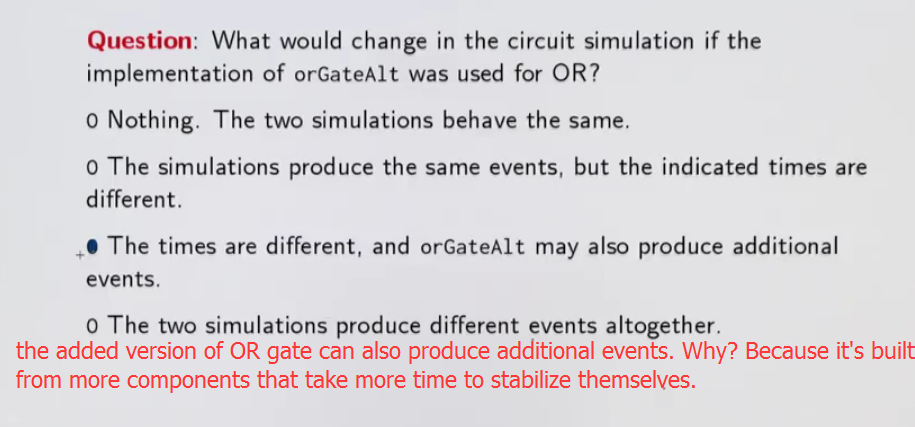 Question: What would change in the circuit simulation if the
implementation of orGateAlt was used for OR?
O Nothing. The two simulations behave the same.
O The simulations produce the same events, but the indicated times are
different.
The times are different, and orGateAlt may also produce additional
events.
O The two simulations produce different events altogether.
the added version of OR gate can also produce additional events. Why? Because it's built
from more components that take more time to stabilize themselves.